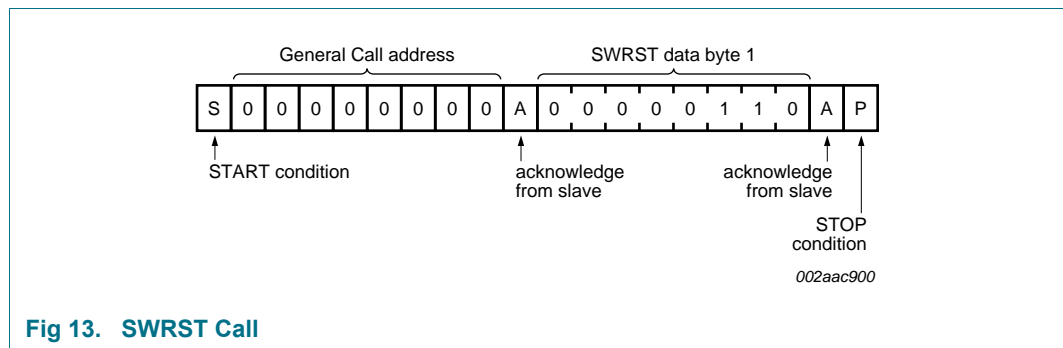 General Call address
SWRST data byte 1
S 0 0 0 0 0 0 0 0 A 0 0 0 0 0 1 1 0 A P
START condition
acknowledge
from slave
acknowledge
from slave
STOP
condition
002aac900
Fig 13. SWRST Call